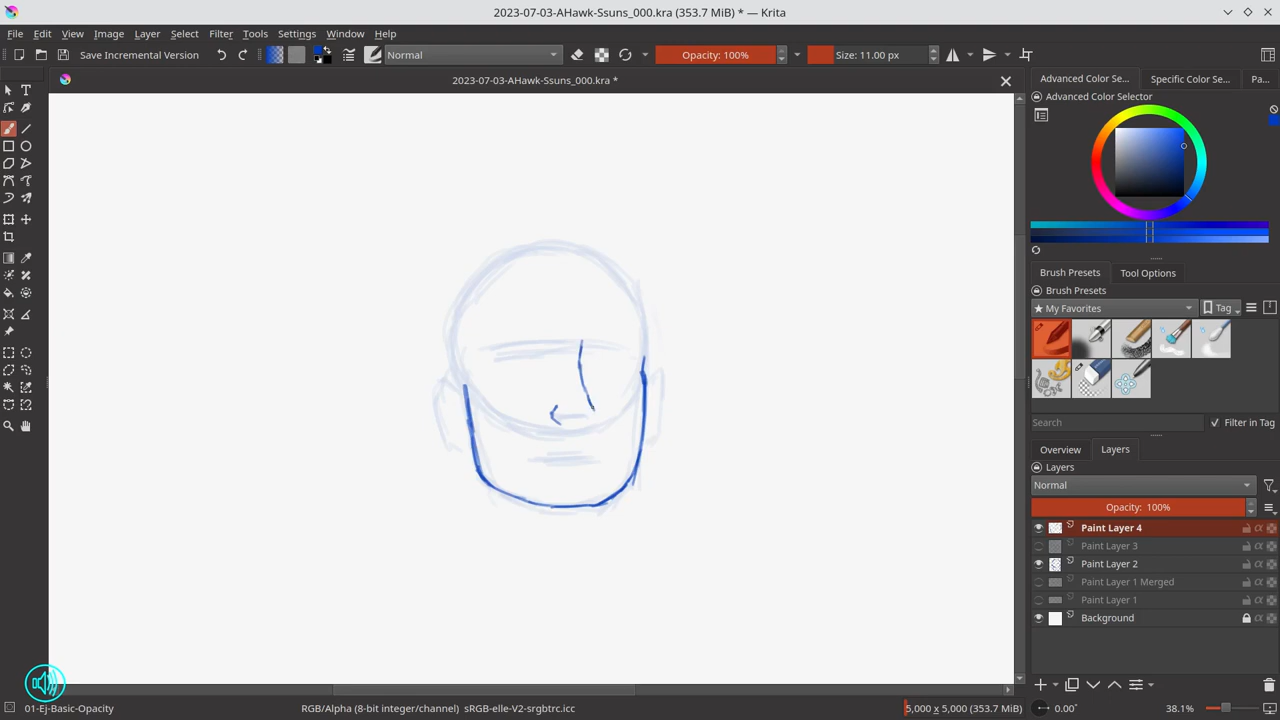 2023-07-03-AHawk-Ssuns_000.kra (353.7 MiB) * — Krita
File Edit View Image Layer Select Filter Tools Settings Window Help
Save Incremental Version Normal Opacity: 100% Size: 11.00 px
2023-07-03-AHawk-Ssuns_000.kra *
Advanced Color Se... Specific Color Se... Pa...
Advanced Color Selector
Brush Presets Tool Options
Brush Presets
★ My Favorites Tag
Search Filter in Tag
Overview Layers
Layers
Normal
Opacity: 100%
Paint Layer 4
Paint Layer 3
Paint Layer 2
Paint Layer 1 Merged
Paint Layer 1
Background
01-Ej-Basic-Opacity RGB/Alpha (8-bit integer/channel) sRGB-elle-V2-srgbtrc.icc 5,000 x 5,000 (353.7 MiB) 0.00° 38.1%